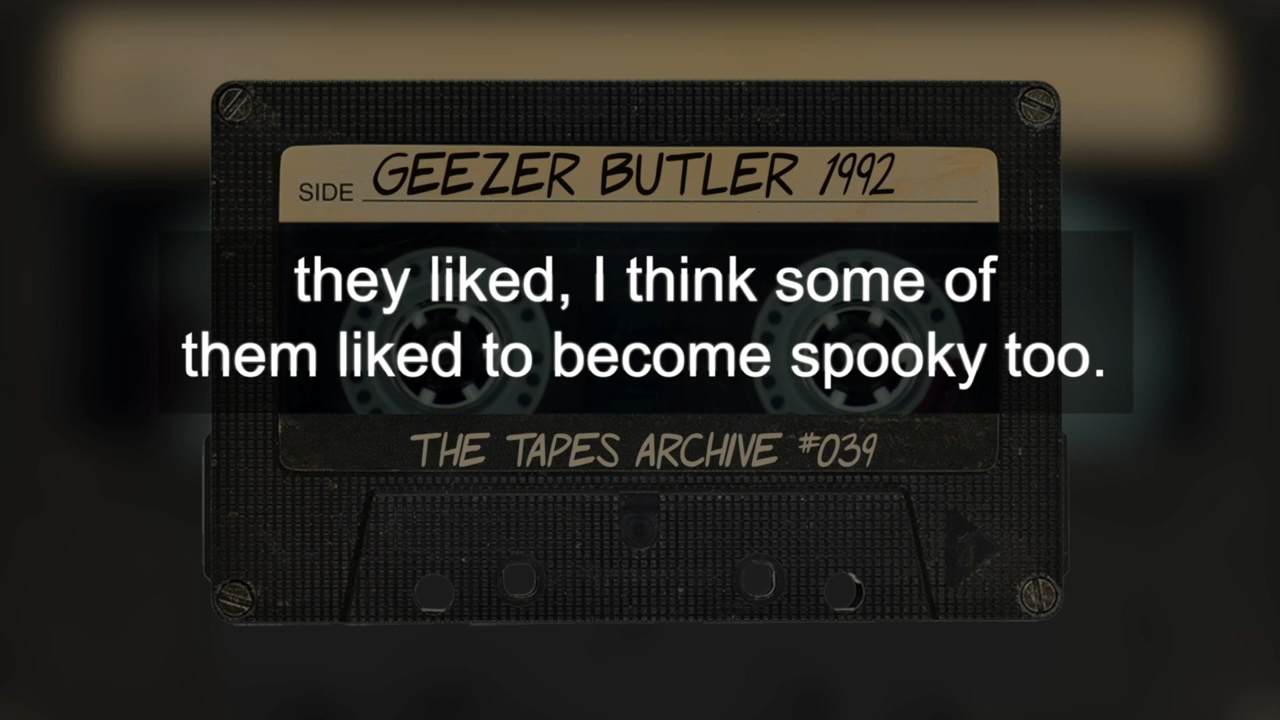 SIDE GEEZER BUTLER 1992
they liked, I think some of
them liked to become spooky too.
THE TAPES ARCHIVE #039